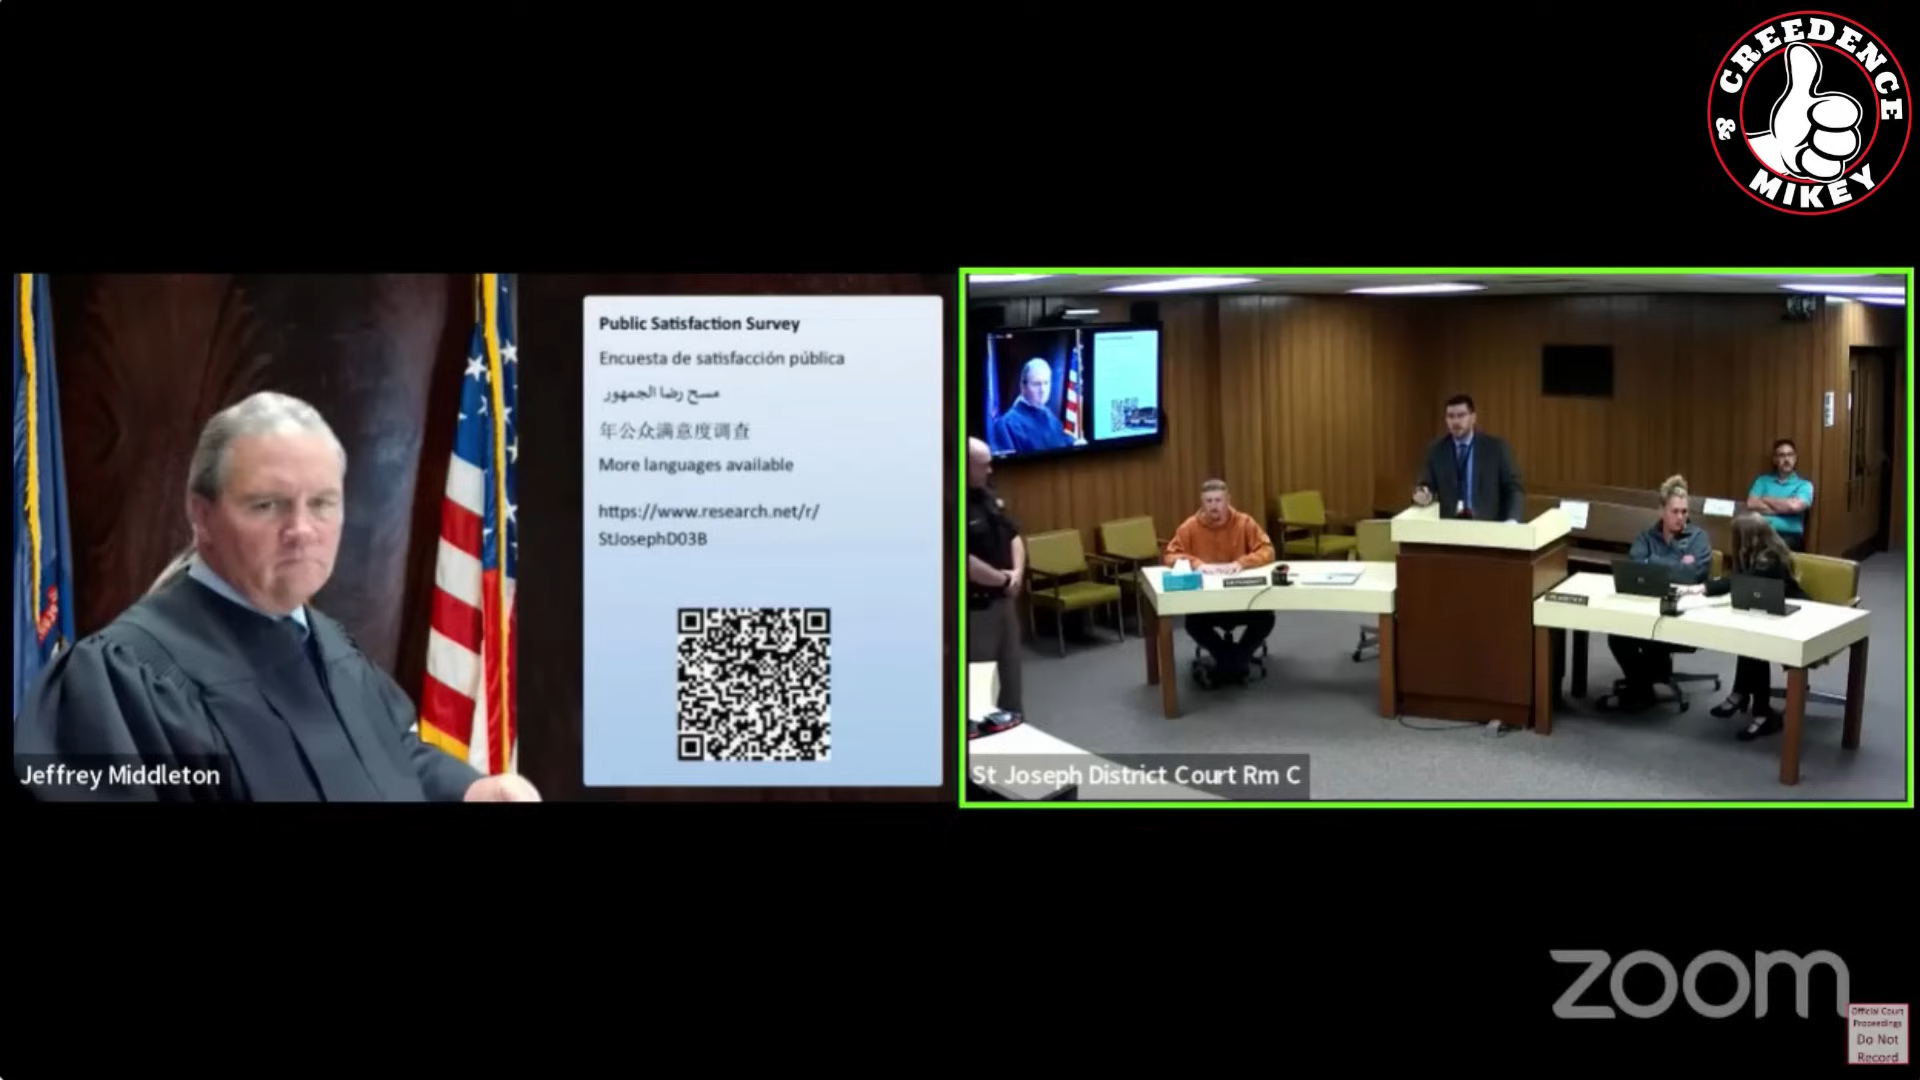 & CREEDENCE
MIKEY
Public Satisfaction Survey
Encuesta de satisfacción pública
مسح رضا الجمهور
年公众满意度调查
More languages available
https://www.research.net/r/
StJosephD03B
Jeffrey Middleton
St Joseph District Court Rm C
DEFENDANT
zoom
Official Court
Proceedings
Do Not
Record